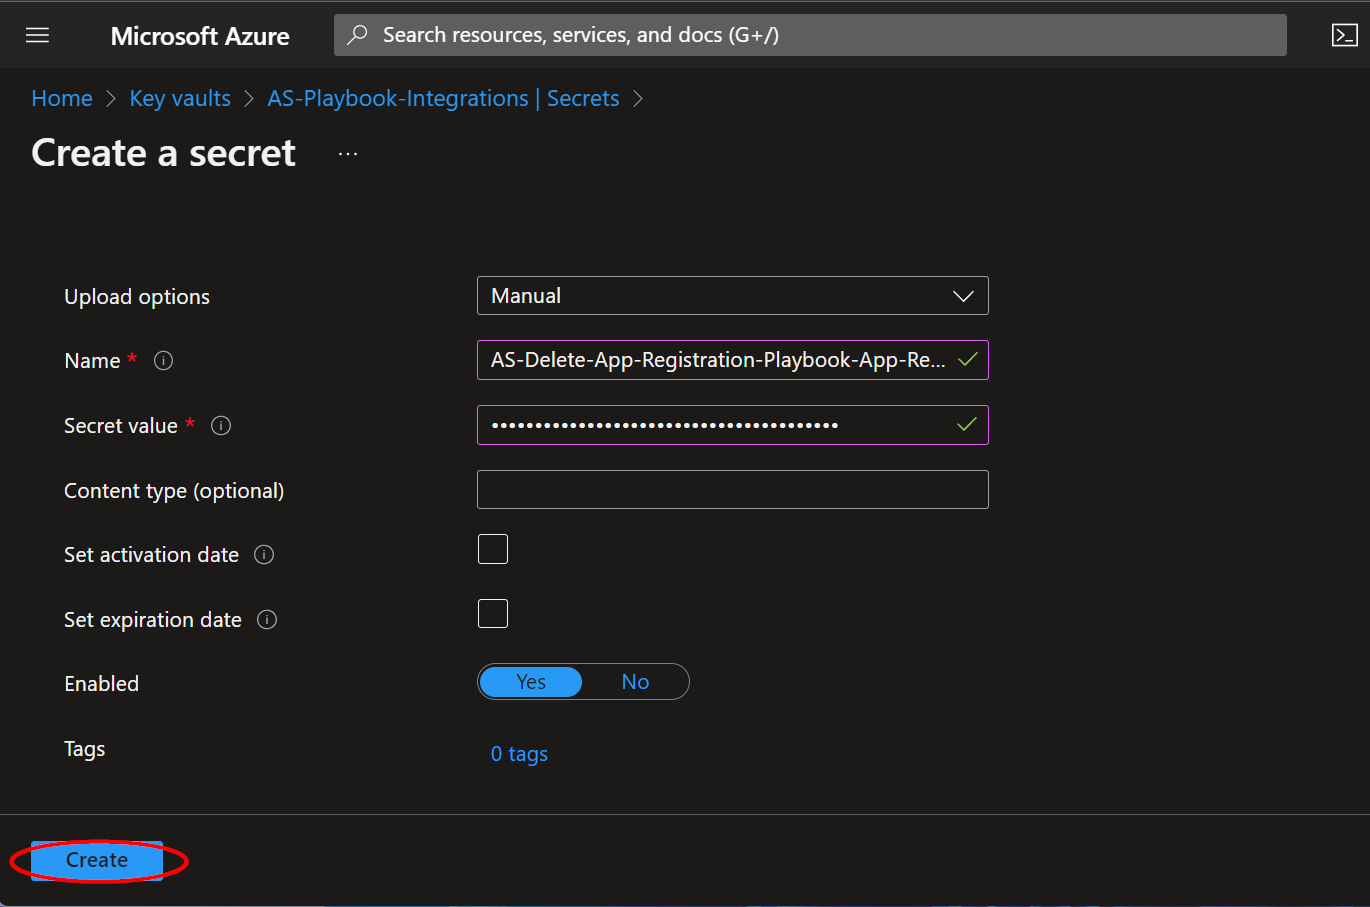 Microsoft Azure
Search resources, services, and docs (G+/)
Home > Key vaults > AS-Playbook-Integrations | Secrets >
Create a secret ...
Upload options
Manual
Name *
AS-Delete-App-Registration-Playbook-App-Re...
Secret value *
••••••••••••••••••••••••••••••••••••••••
Content type (optional)
Set activation date
Set expiration date
Enabled
Yes No
Tags
0 tags
Create